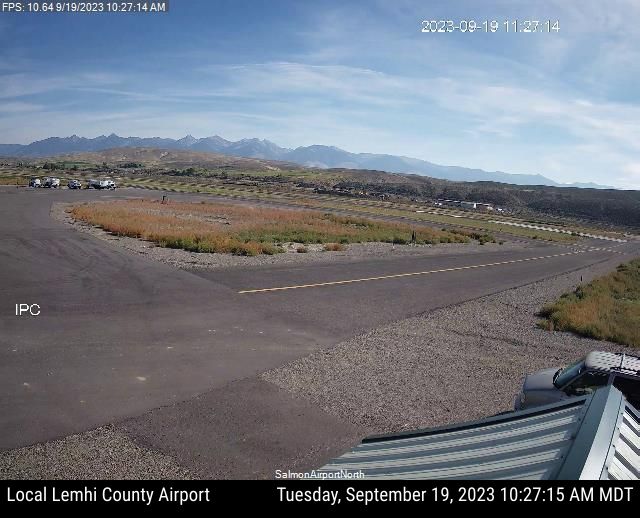 FPS: 10.64 9/19/2023 10:27:14 AM
2023-09-19 11:27:14
IPC
SalmonAirportNorth
Local Lemhi County Airport Tuesday, September 19, 2023 10:27:15 AM MDT